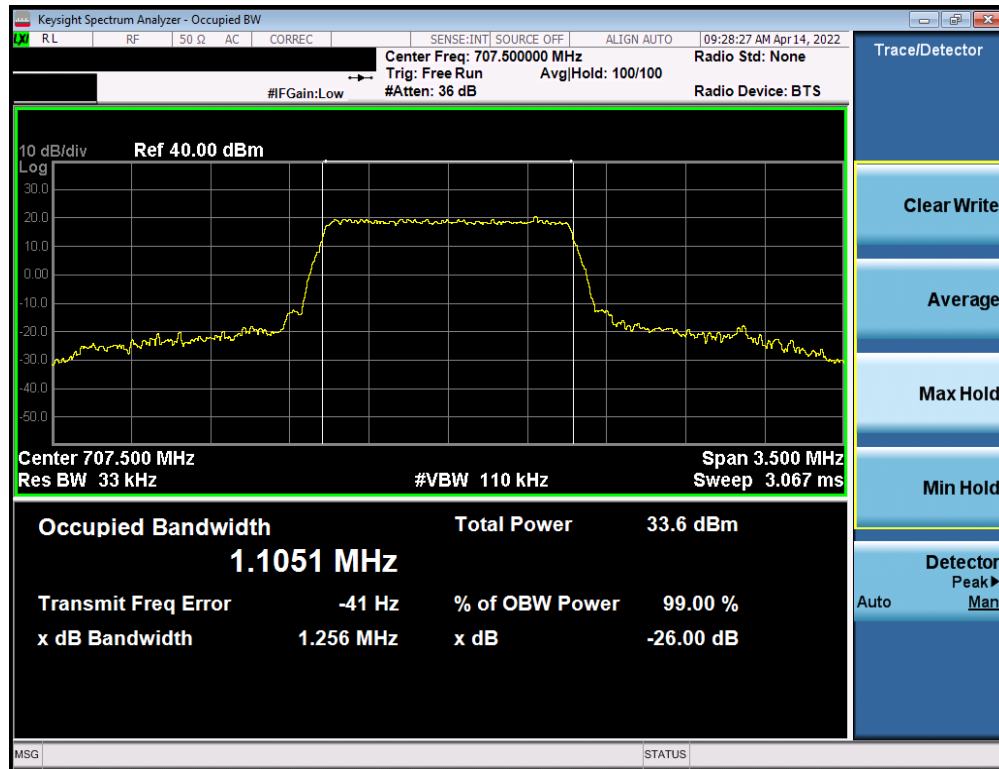 Keysight Spectrum Analyzer - Occupied BW
LXI RL RF 50 Ω AC CORREC SENSE:INT SOURCE OFF ALIGN AUTO 09:28:27 AM Apr 14, 2022
Center Freq: 707.500000 MHz Radio Std: None
Trig: Free Run Avg|Hold: 100/100
#IFGain:Low #Atten: 36 dB Radio Device: BTS
Trace/Detector
10 dB/div Ref 40.00 dBm
Log
30.0
20.0
10.0
0.00
-10.0
-20.0
-30.0
-40.0
-50.0
Center 707.500 MHz Span 3.500 MHz
Res BW 33 kHz #VBW 110 kHz Sweep 3.067 ms
Occupied Bandwidth Total Power 33.6 dBm
1.1051 MHz
Transmit Freq Error -41 Hz % of OBW Power 99.00 %
x dB Bandwidth 1.256 MHz x dB -26.00 dB
Clear Write
Average
Max Hold
Min Hold
Detector
Peak▶
Auto Man
MSG STATUS